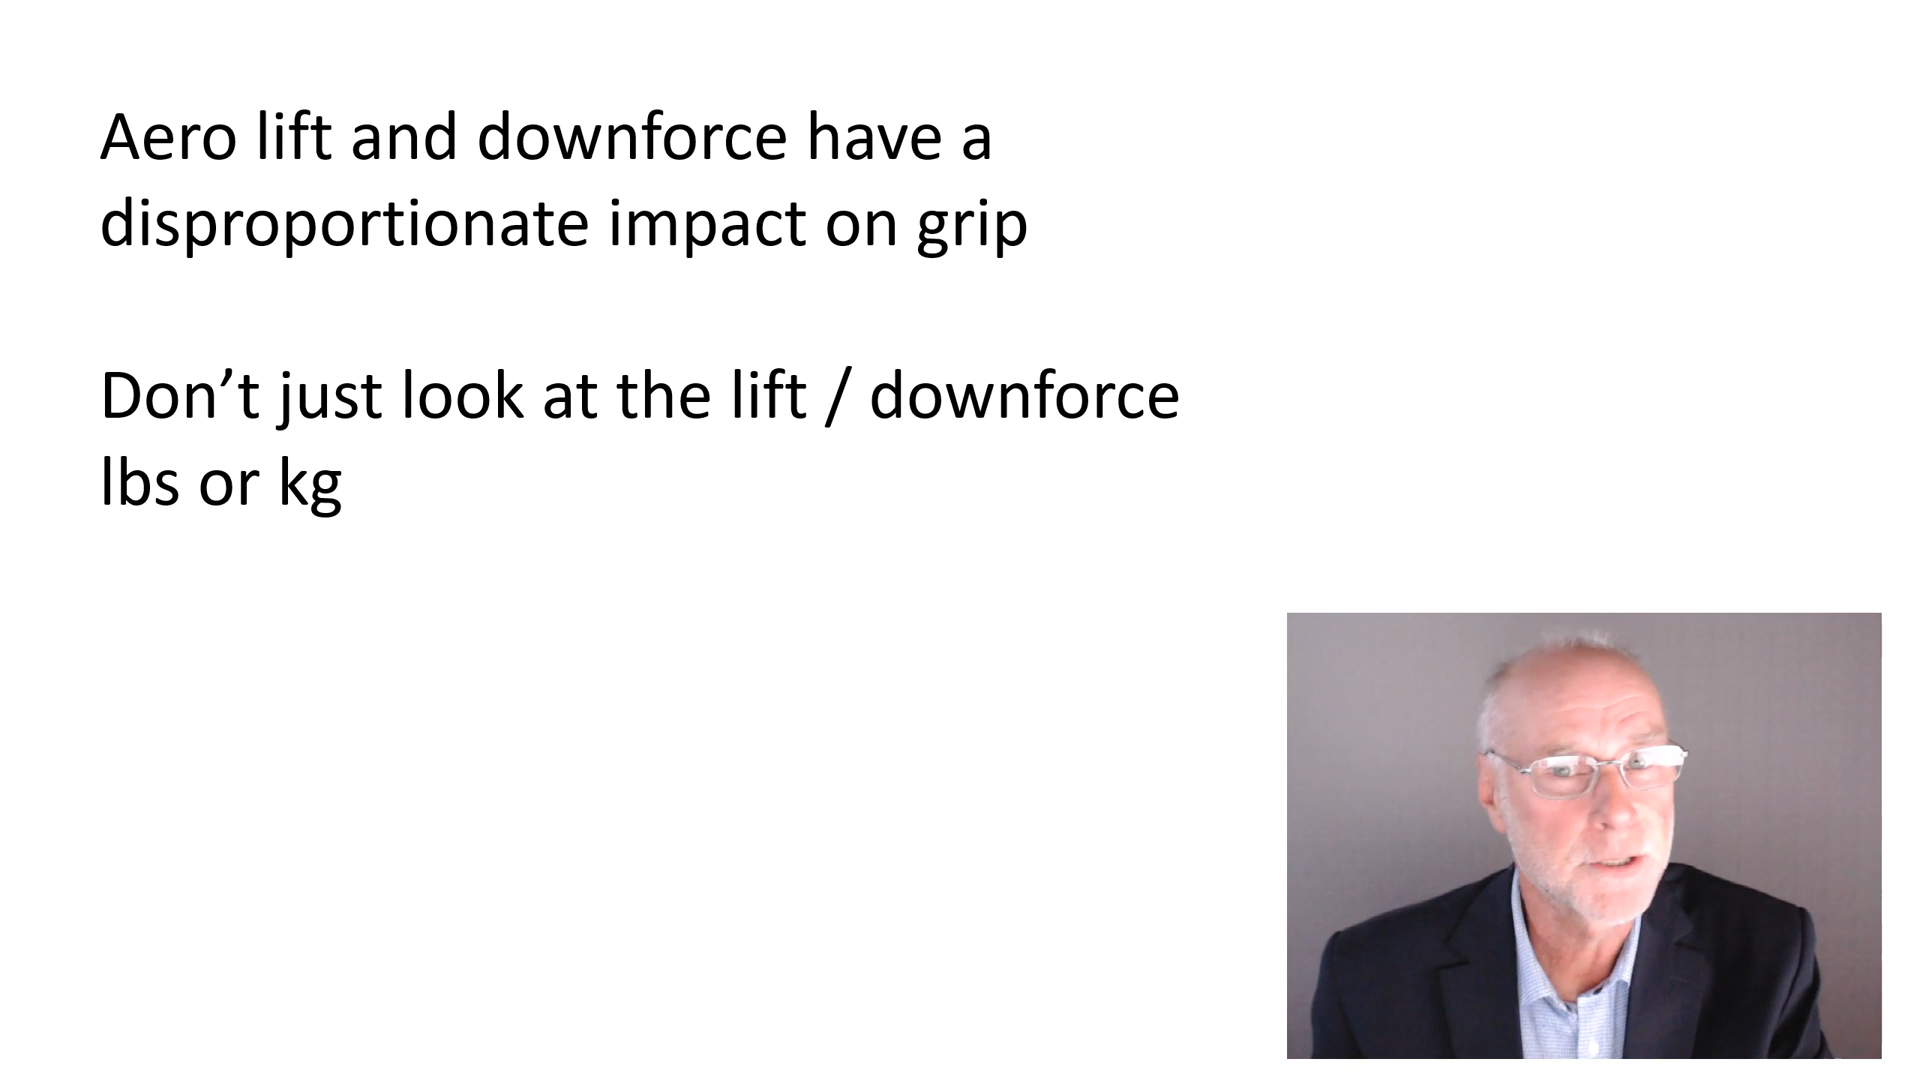 Aero lift and downforce have a
disproportionate impact on grip
Don’t just look at the lift / downforce
lbs or kg